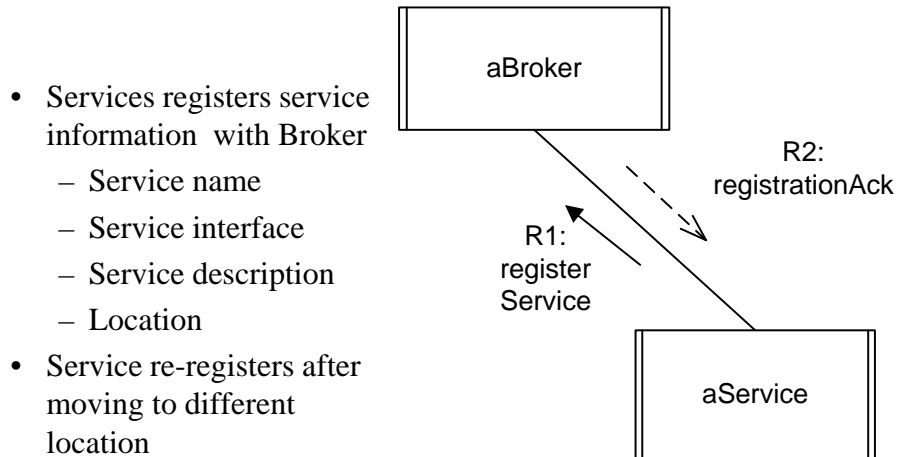 • Services registers service
information with Broker
– Service name
– Service interface
– Service description
– Location
• Service re-registers after
moving to different
location
aBroker
R2:
registrationAck
R1:
register
Service
aService